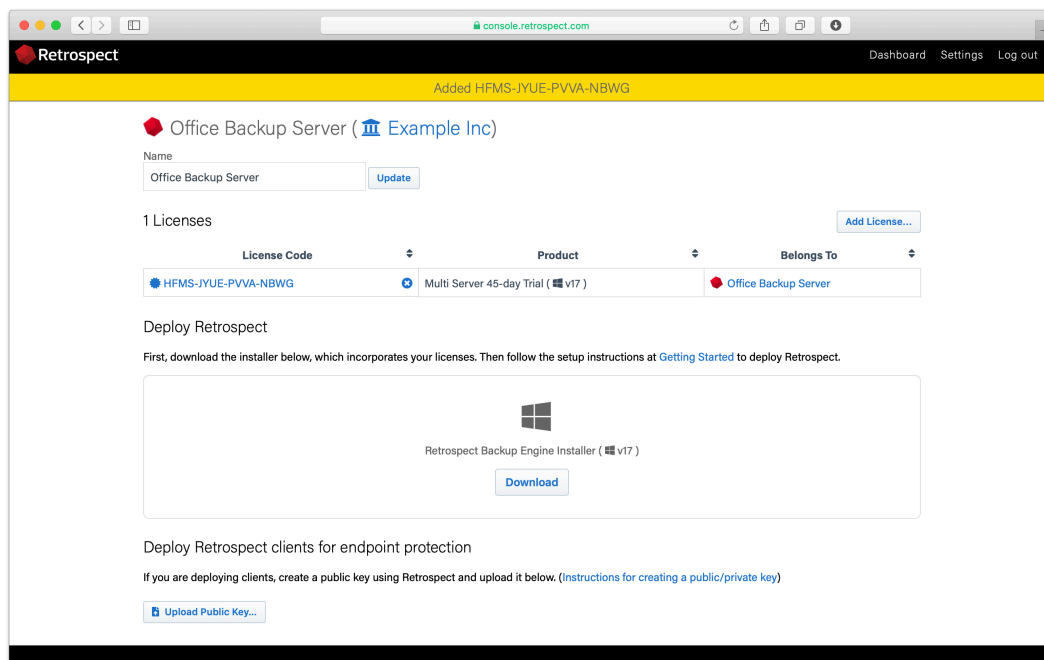 console.retrospect.com
Retrospect
Dashboard Settings Log out
Added HFMS-JYUE-PVVA-NBWG
Office Backup Server ( Example Inc)
Name
Office Backup Server
Update
1 Licenses
Add License...
License Code Product Belongs To
HFMS-JYUE-PVVA-NBWG Multi Server 45-day Trial ( v17 ) Office Backup Server
Deploy Retrospect
First, download the installer below, which incorporates your licenses. Then follow the setup instructions at Getting Started to deploy Retrospect.
Retrospect Backup Engine Installer ( v17 )
Download
Deploy Retrospect clients for endpoint protection
If you are deploying clients, create a public key using Retrospect and upload it below. (Instructions for creating a public/private key)
Upload Public Key...